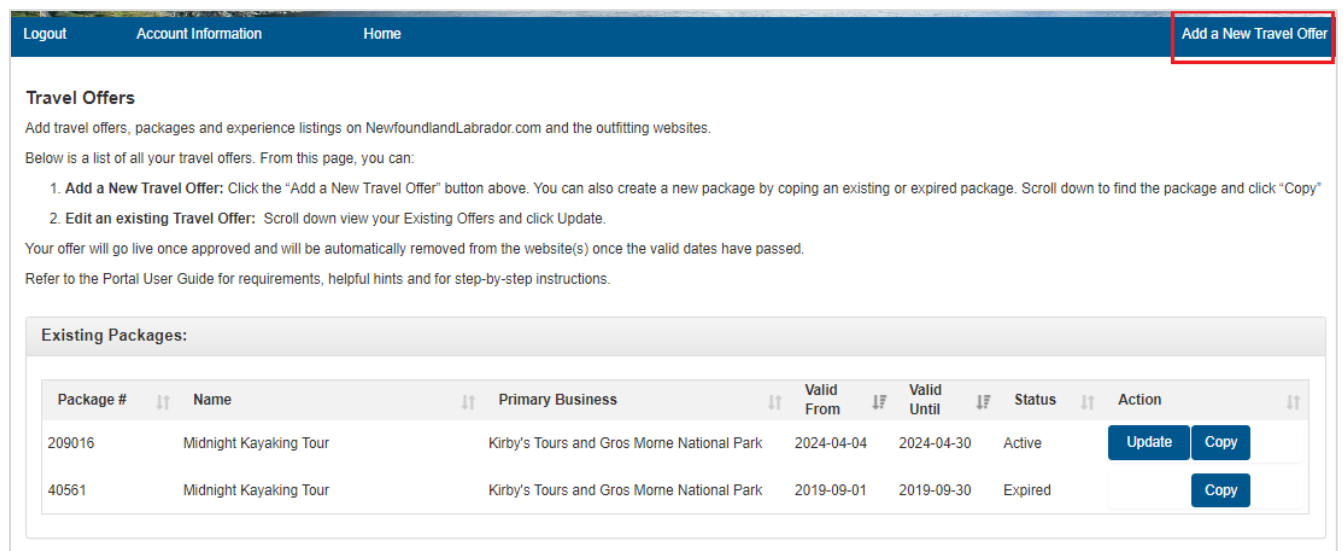 Logout Account Information Home Add a New Travel Offer
Travel Offers
Add travel offers, packages and experience listings on NewfoundlandLabrador.com and the outfitting websites.
Below is a list of all your travel offers. From this page, you can:
1. Add a New Travel Offer: Click the “Add a New Travel Offer” button above. You can also create a new package by coping an existing or expired package. Scroll down to find the package and click “Copy”
2. Edit an existing Travel Offer: Scroll down view your Existing Offers and click Update.
Your offer will go live once approved and will be automatically removed from the website(s) once the valid dates have passed.
Refer to the Portal User Guide for requirements, helpful hints and for step-by-step instructions.
Existing Packages:
Package # Name Primary Business Valid From Valid Until Status Action
209016 Midnight Kayaking Tour Kirby's Tours and Gros Morne National Park 2024-04-04 2024-04-30 Active Update Copy
40561 Midnight Kayaking Tour Kirby's Tours and Gros Morne National Park 2019-09-01 2019-09-30 Expired Copy